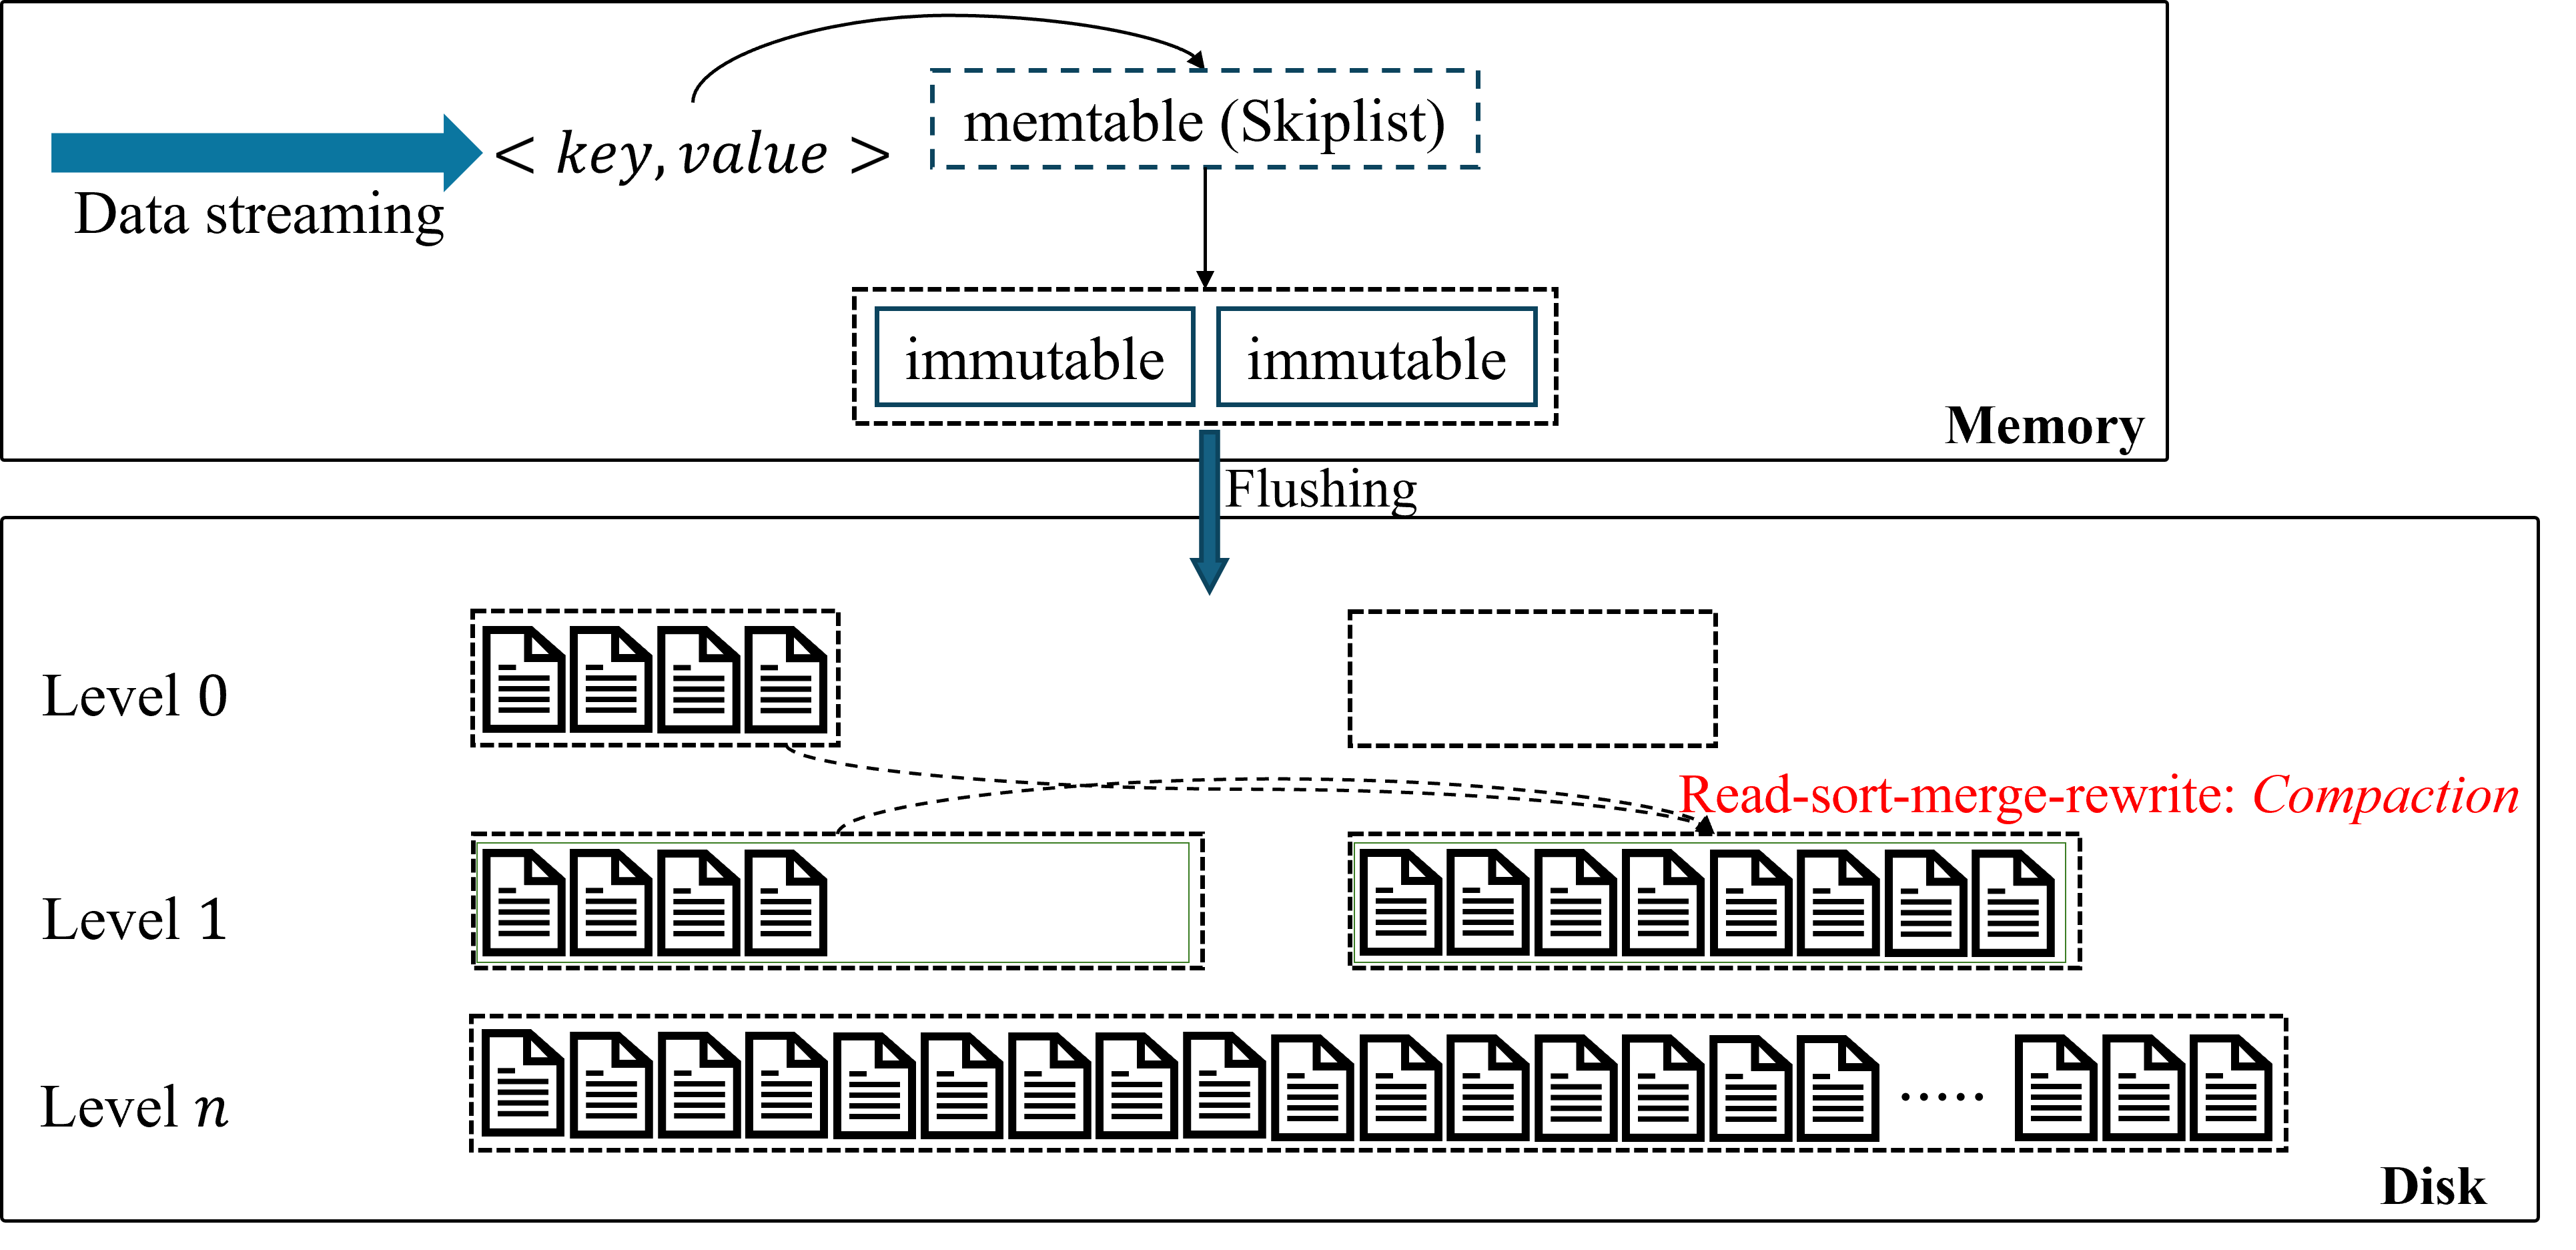 memtable (Skiplist)
< key, value >
Data streaming
immutable immutable
Memory
Flushing
Level 0
Read-sort-merge-rewrite: Compaction
Level 1
Level n
.....
Disk